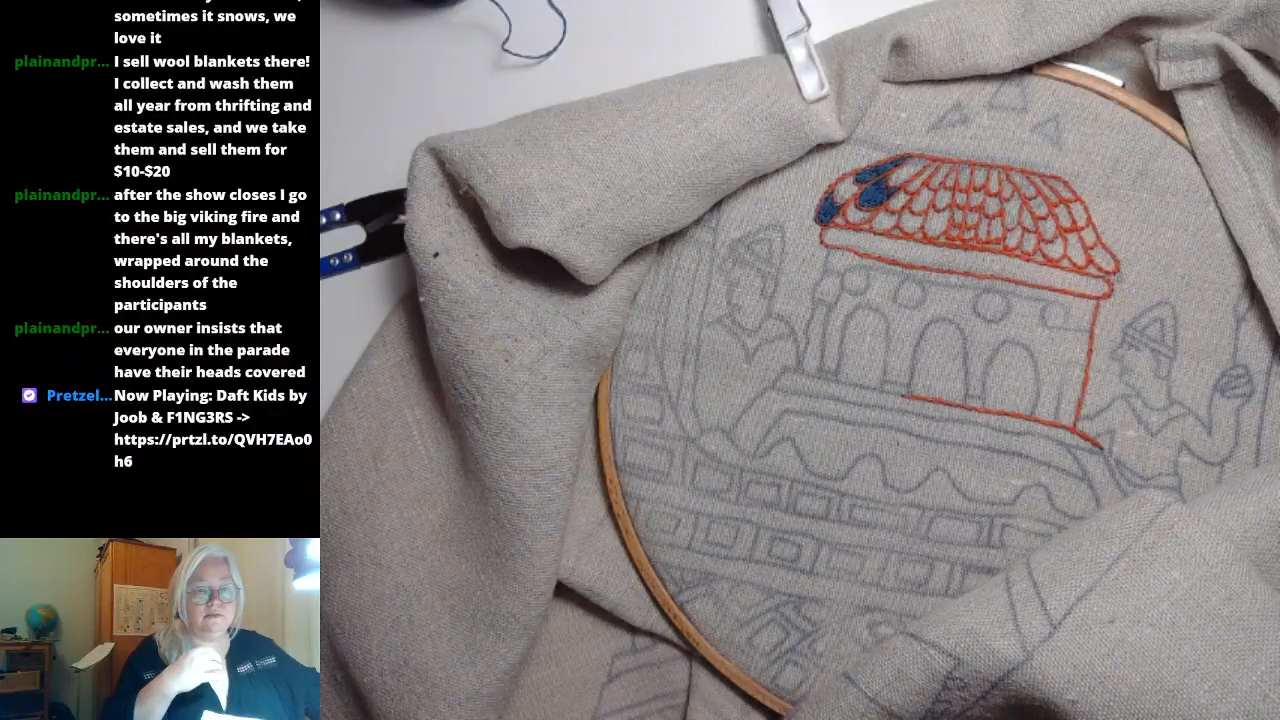 sometimes it snows, we
love it
plainandpr... I sell wool blankets there!
I collect and wash them
all year from thrifting and
estate sales, and we take
them and sell them for
$10-$20
plainandpr... after the show closes I go
to the big viking fire and
there's all my blankets,
wrapped around the
shoulders of the
participants
plainandpr... our owner insists that
everyone in the parade
have their heads covered
Pretzel... Now Playing: Daft Kids by
Joob & F1NG3RS ->
https://prtzl.to/QVH7EAo0
h6